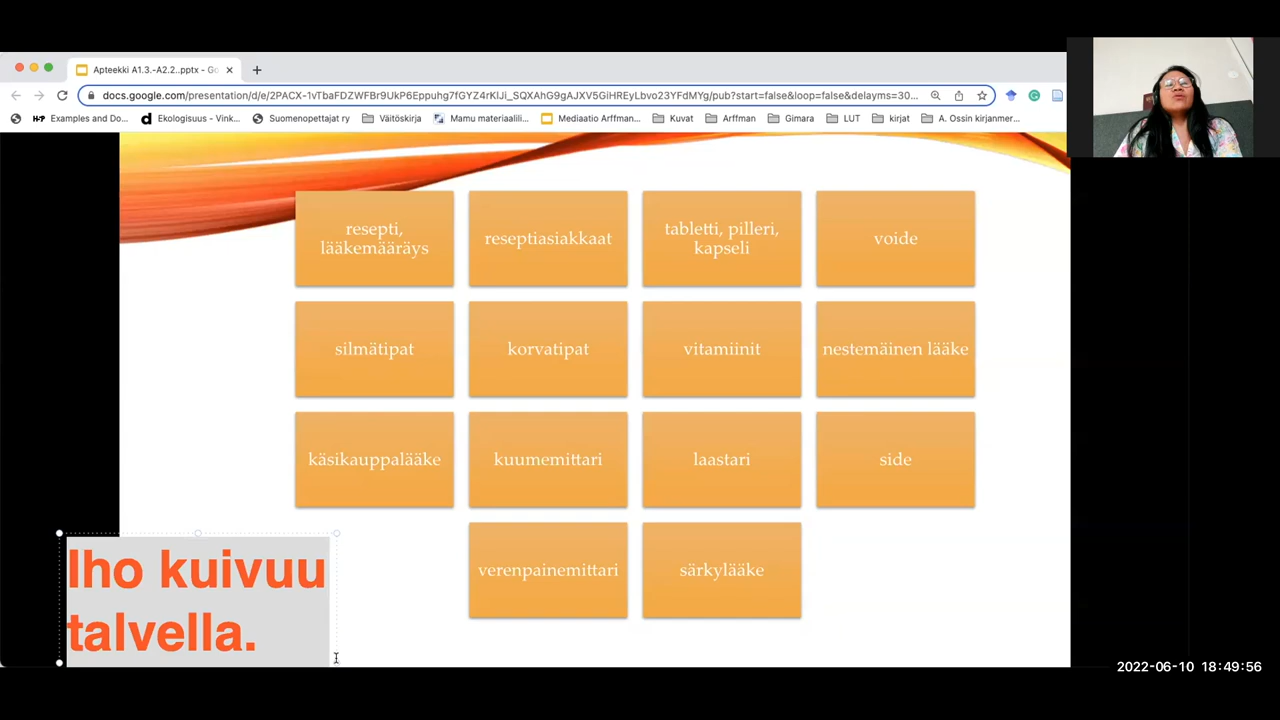 Apteekki A1.3.-A2.2..pptx - Go
docs.google.com/presentation/d/e/2PACX-1vTbaFDZWFBr9UkP6Eppuhg7fGYZ4rKIJi_SQXAhG9gAJXV5GiHREyLbvo23YFdMYg/pub?start=false&loop=false&delayms=30...
Examples and Do... Ekologisuus - Vink... Suomenopettajat ry Väitöskirja Mamu materiaalili... Mediaatio Arffman... Kuvat Arffman Gimara LUT kirjat A. Ossin kirjanmer...
resepti,
lääkemääräys
reseptiasiakkaat
tabletti, pilleri,
kapseli
voide
silmätipat
korvatipat
vitamiinit
nestemäinen lääke
käsikauppalääke
kuumemittari
laastari
side
verenpainemittari
särkylääke
Iho kuivuu
talvella.
2022-06-10 18:49:56